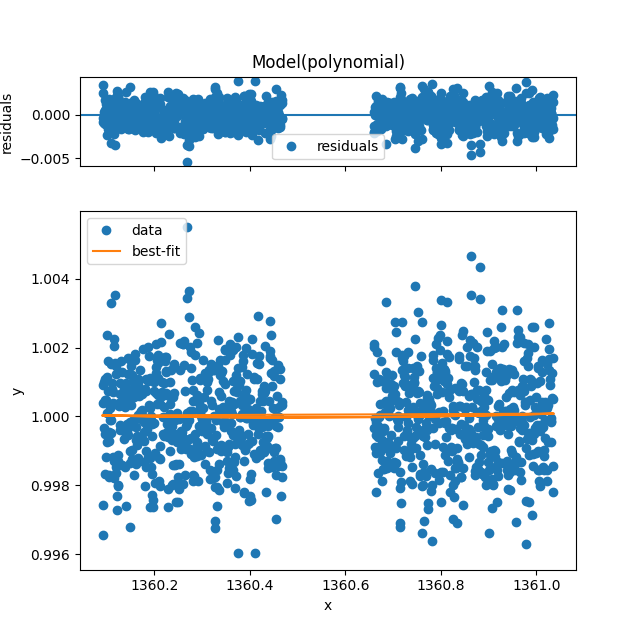 Model(polynomial)
residuals
0.000
−0.005
residuals
data
best-fit
y
1.004
1.002
1.000
0.998
0.996
1360.2 1360.4 1360.6 1360.8 1361.0
x